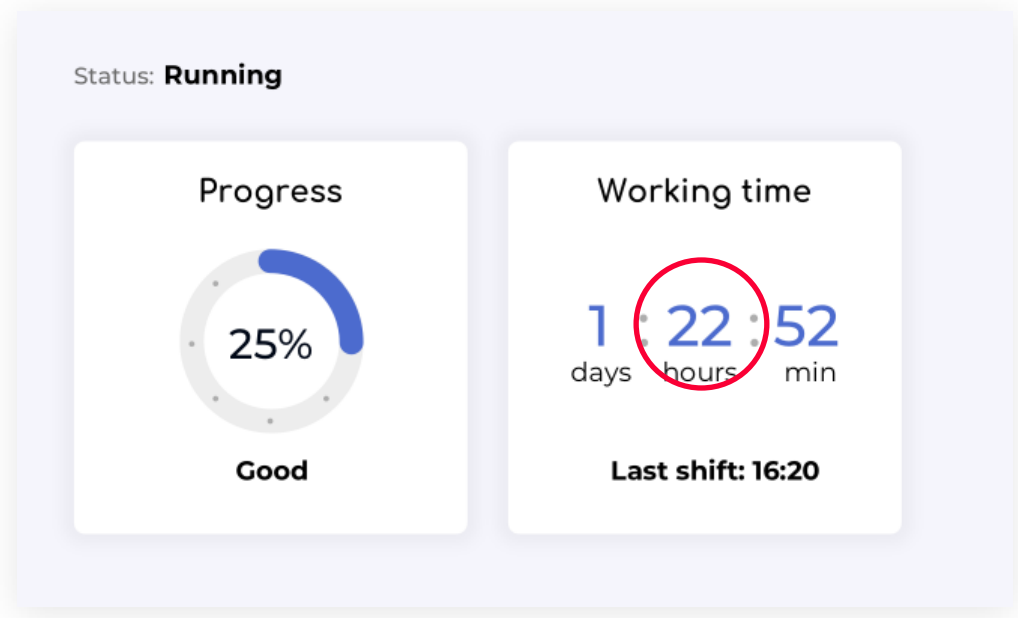 Status: Running
Progress
25%
Good
Working time
1 : 22 : 52
days hours min
Last shift: 16:20